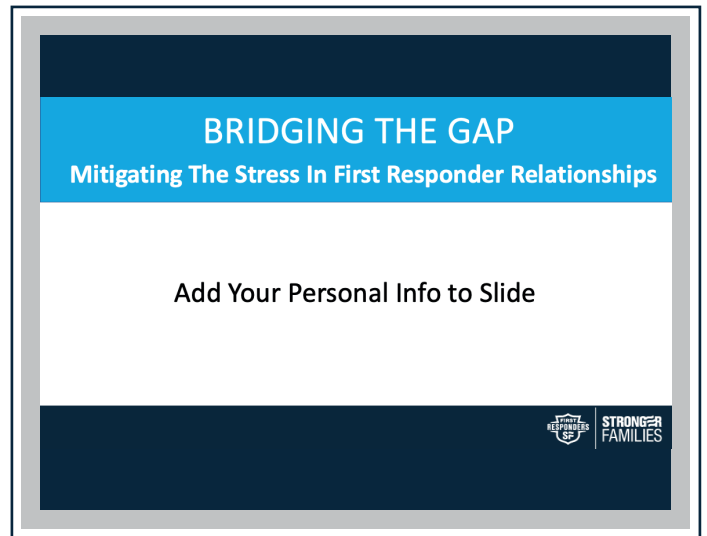 BRIDGING THE GAP
Mitigating The Stress In First Responder Relationships
Add Your Personal Info to Slide
FIRST
RESPONDERS
SF
STRONGER
FAMILIES